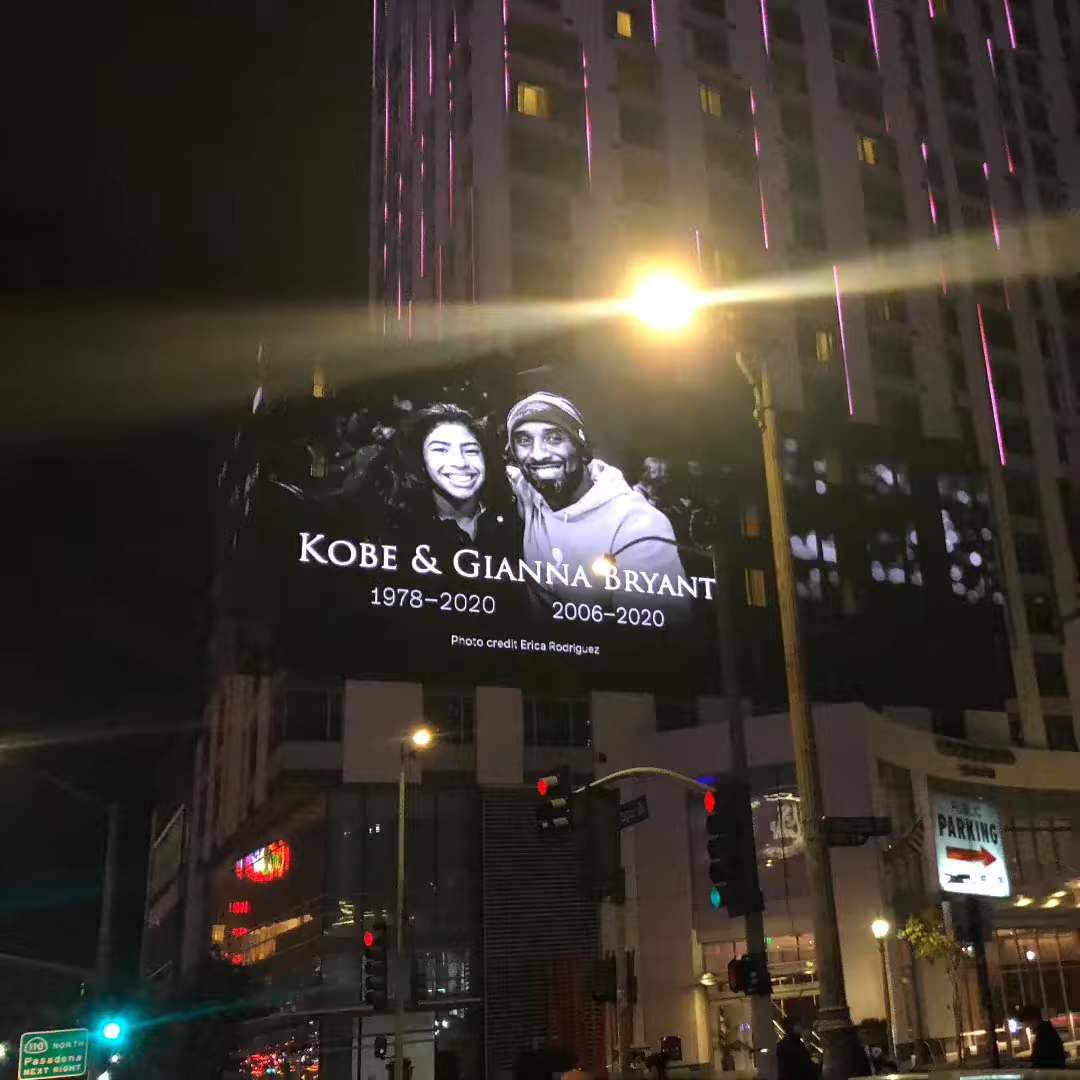 KOBE & GIANNA BRYANT
1978–2020 2006–2020
Photo credit Erica Rodriguez
PUBLIC
PARKING
110 NORTH
Pasadena
NEXT RIGHT